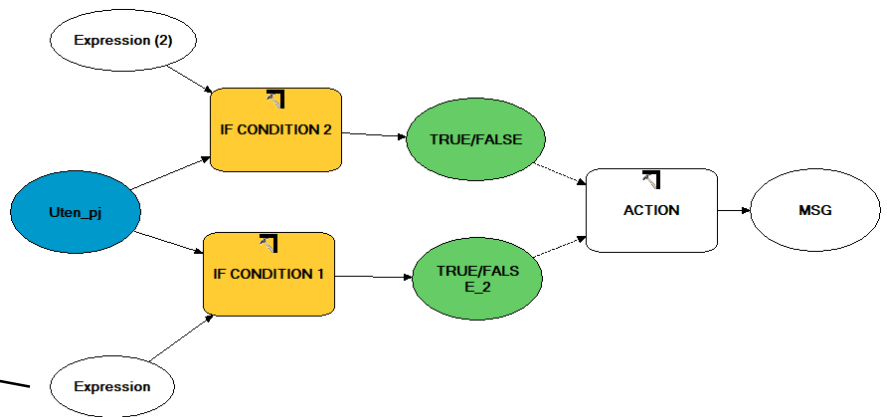 Expression (2)
IF CONDITION 2
TRUE/FALSE
Uten_pj
ACTION
MSG
IF CONDITION 1
TRUE/FALS
E_2
Expression